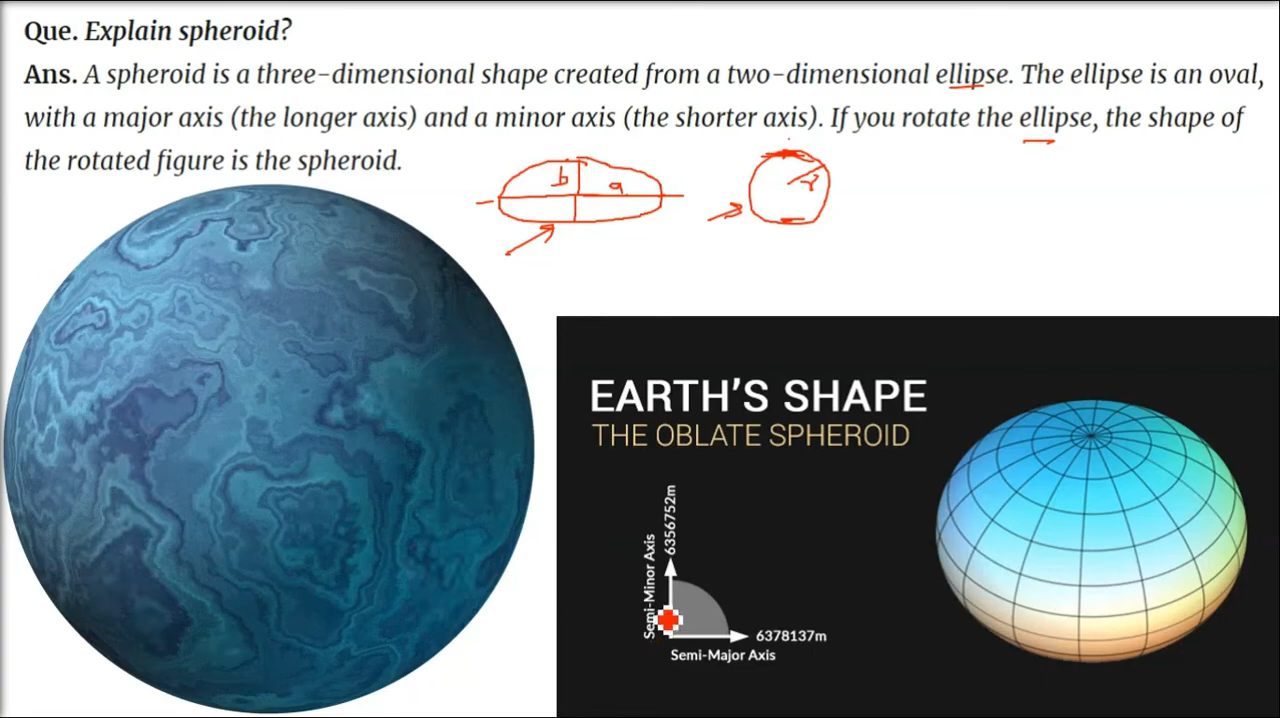 Que. Explain spheroid?
Ans. A spheroid is a three-dimensional shape created from a two-dimensional ellipse. The ellipse is an oval,
with a major axis (the longer axis) and a minor axis (the shorter axis). If you rotate the ellipse, the shape of
the rotated figure is the spheroid.
b
a
r
EARTH'S SHAPE
THE OBLATE SPHEROID
Semi-Minor Axis
6356752m
6378137m
Semi-Major Axis